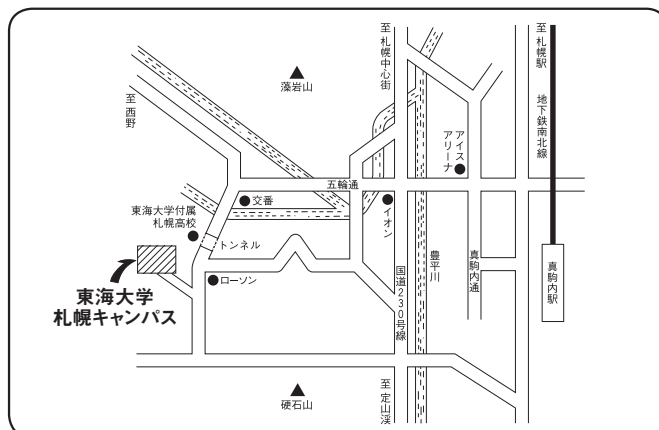 至西野
藻岩山
至札幌中心街
至札幌駅
地下鉄南北線
アイス
アリーナ
五輪通
東海大学付属
札幌高校
交番
イオン
トンネル
東海大学
札幌キャンパス
ローソン
国道230号線
豊平川
真駒内通
真駒内駅
硬石山
至定山渓